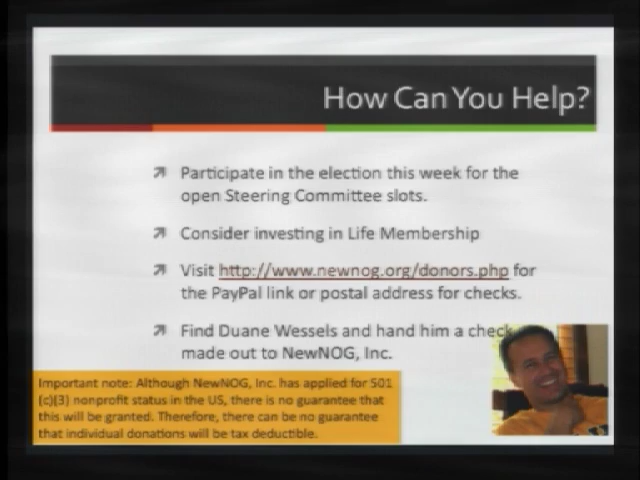 How Can You Help?
Participate in the election this week for the
open Steering Committee slots.
Consider investing in Life Membership
Visit http://www.newnog.org/donors.php for
the PayPal link or postal address for checks.
Find Duane Wessels and hand him a check
made out to NewNOG, Inc.
Important note: Although NewNOG, Inc. has applied for 501
(c)(3) nonprofit status in the US, there is no guarantee that
this will be granted. Therefore, there can be no guarantee
that individual donations will be tax deductible.